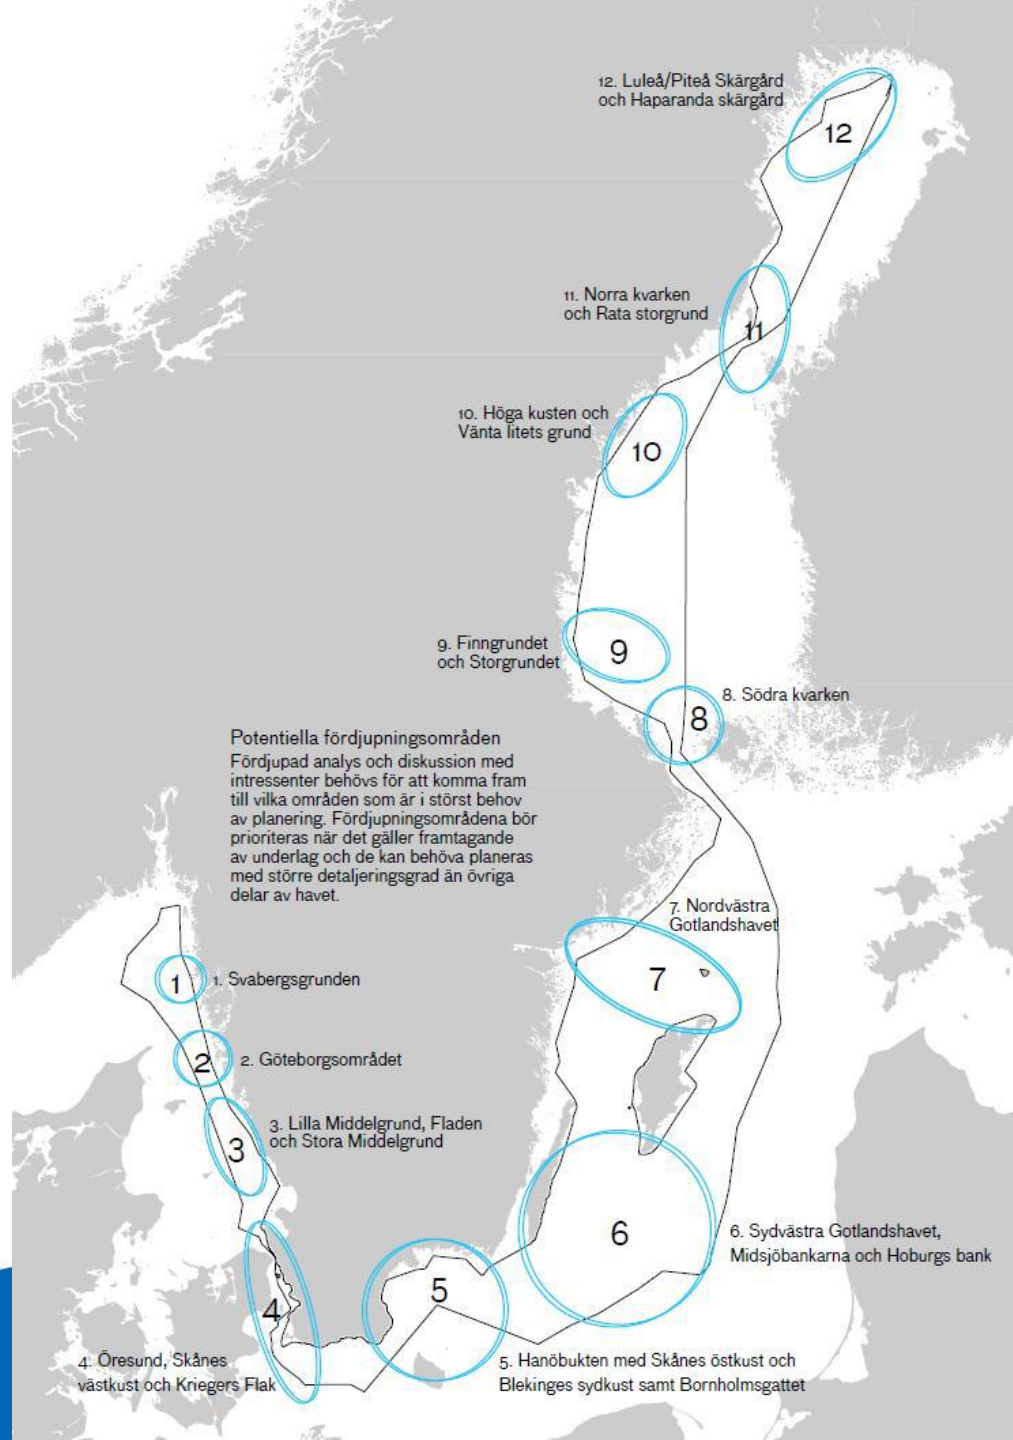 12. Luleå/Piteå Skärgård
och Haparanda skärgård
12
11. Norra kvarken
och Rata storgrund
11
10. Höga kusten och
Vänta litets grund
10
9. Finngrundet
och Storgrundet
9
8. Södra kvarken
8
Potentiella fördjupningsområden
Fördjupad analys och diskussion med
intressenter behövs för att komma fram
till vilka områden som är i störst behov
av planering. Fördjupningsområdena bör
prioriteras när det gäller framtagande
av underlag och de kan behöva planeras
med större detaljeringsgrad än övriga
delar av havet.
7. Nordvästra
Gotlandshavet
7
1
1. Svabergsgrunden
2
2. Göteborgsområdet
3. Lilla Middelgrund, Fladen
och Stora Middelgrund
3
6
6. Sydvästra Gotlandshavet,
Midsjöbankarna och Hoburgs bank
5
4
4. Öresund, Skånes
västkust och Kriegers Flak
5. Hanöbukten med Skånes östkust och
Blekinges sydkust samt Bornholmsgattet